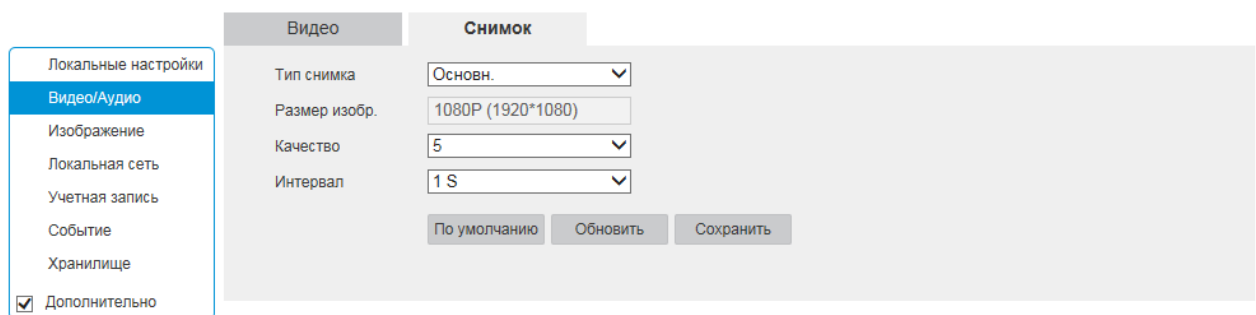 Видео
Снимок
Локальные настройки
Видео/Аудио
Изображение
Локальная сеть
Учетная запись
Событие
Хранилище
Дополнительно
Тип снимка
Основн.
Размер изобр.
1080P (1920*1080)
Качество
5
Интервал
1 S
По умолчанию
Обновить
Сохранить